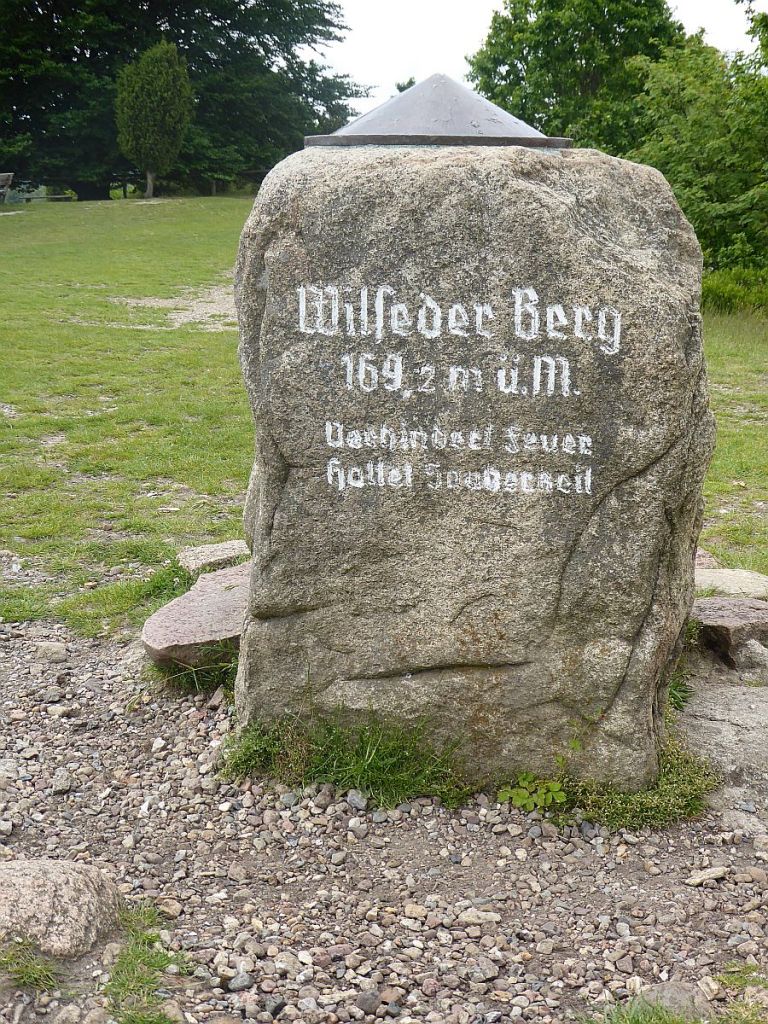 Wilseder Berg
169,2 m ü.M.
Verhindert Feuer
Haltet Sauberkeit